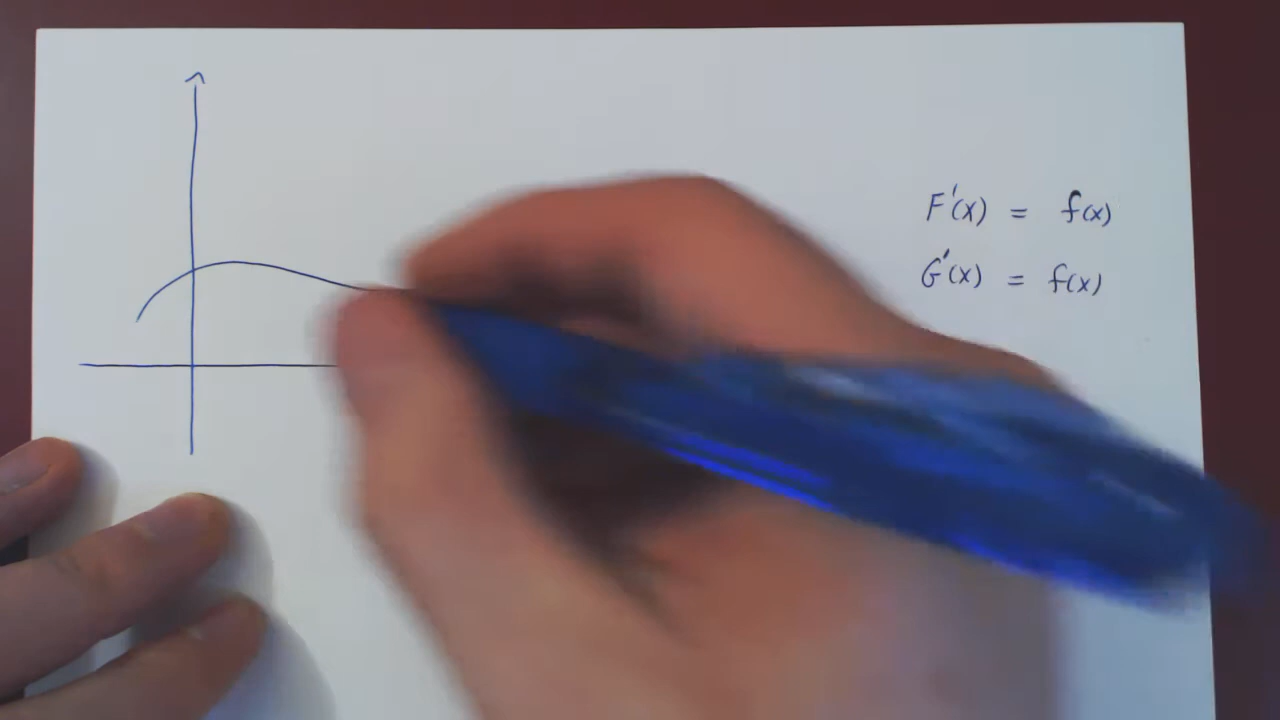 F'(x) = f(x)
G'(x) = f(x)